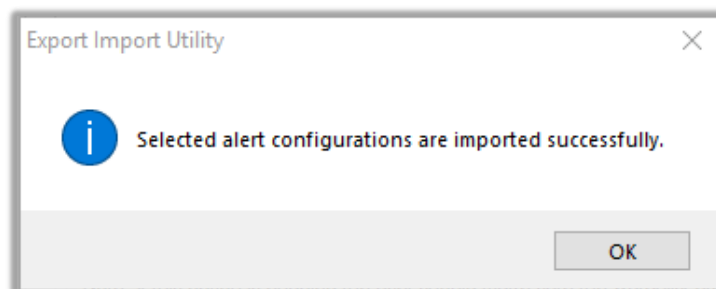 Export Import Utility
Selected alert configurations are imported successfully.
OK